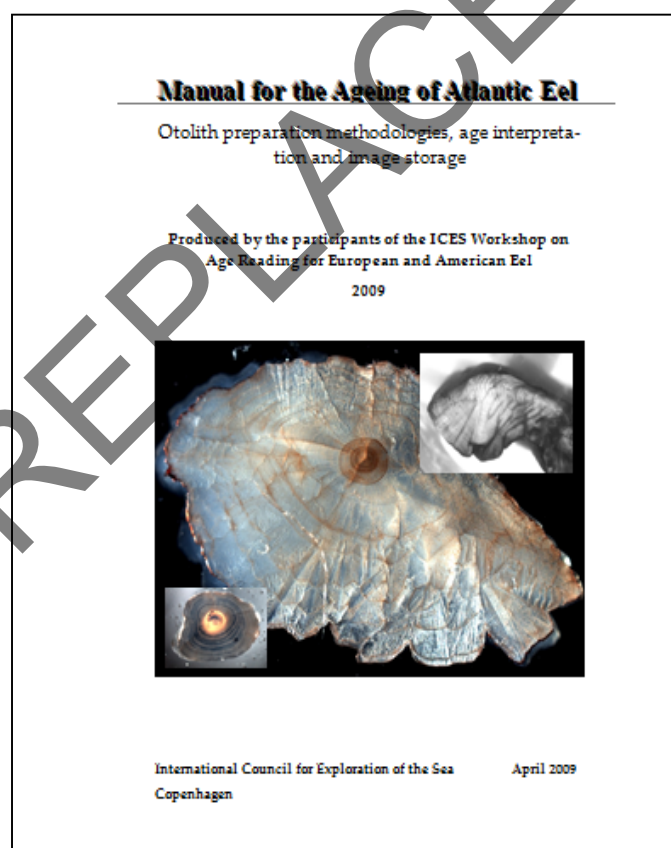 Manual for the Ageing of Atlantic Eel
Otolith preparation methodologies, age interpreta-
tion and image storage
Produced by the participants of the ICES Workshop on
Age Reading for European and American Eel
2009
International Council for Exploration of the Sea April 2009
Copenhagen
REPLACE